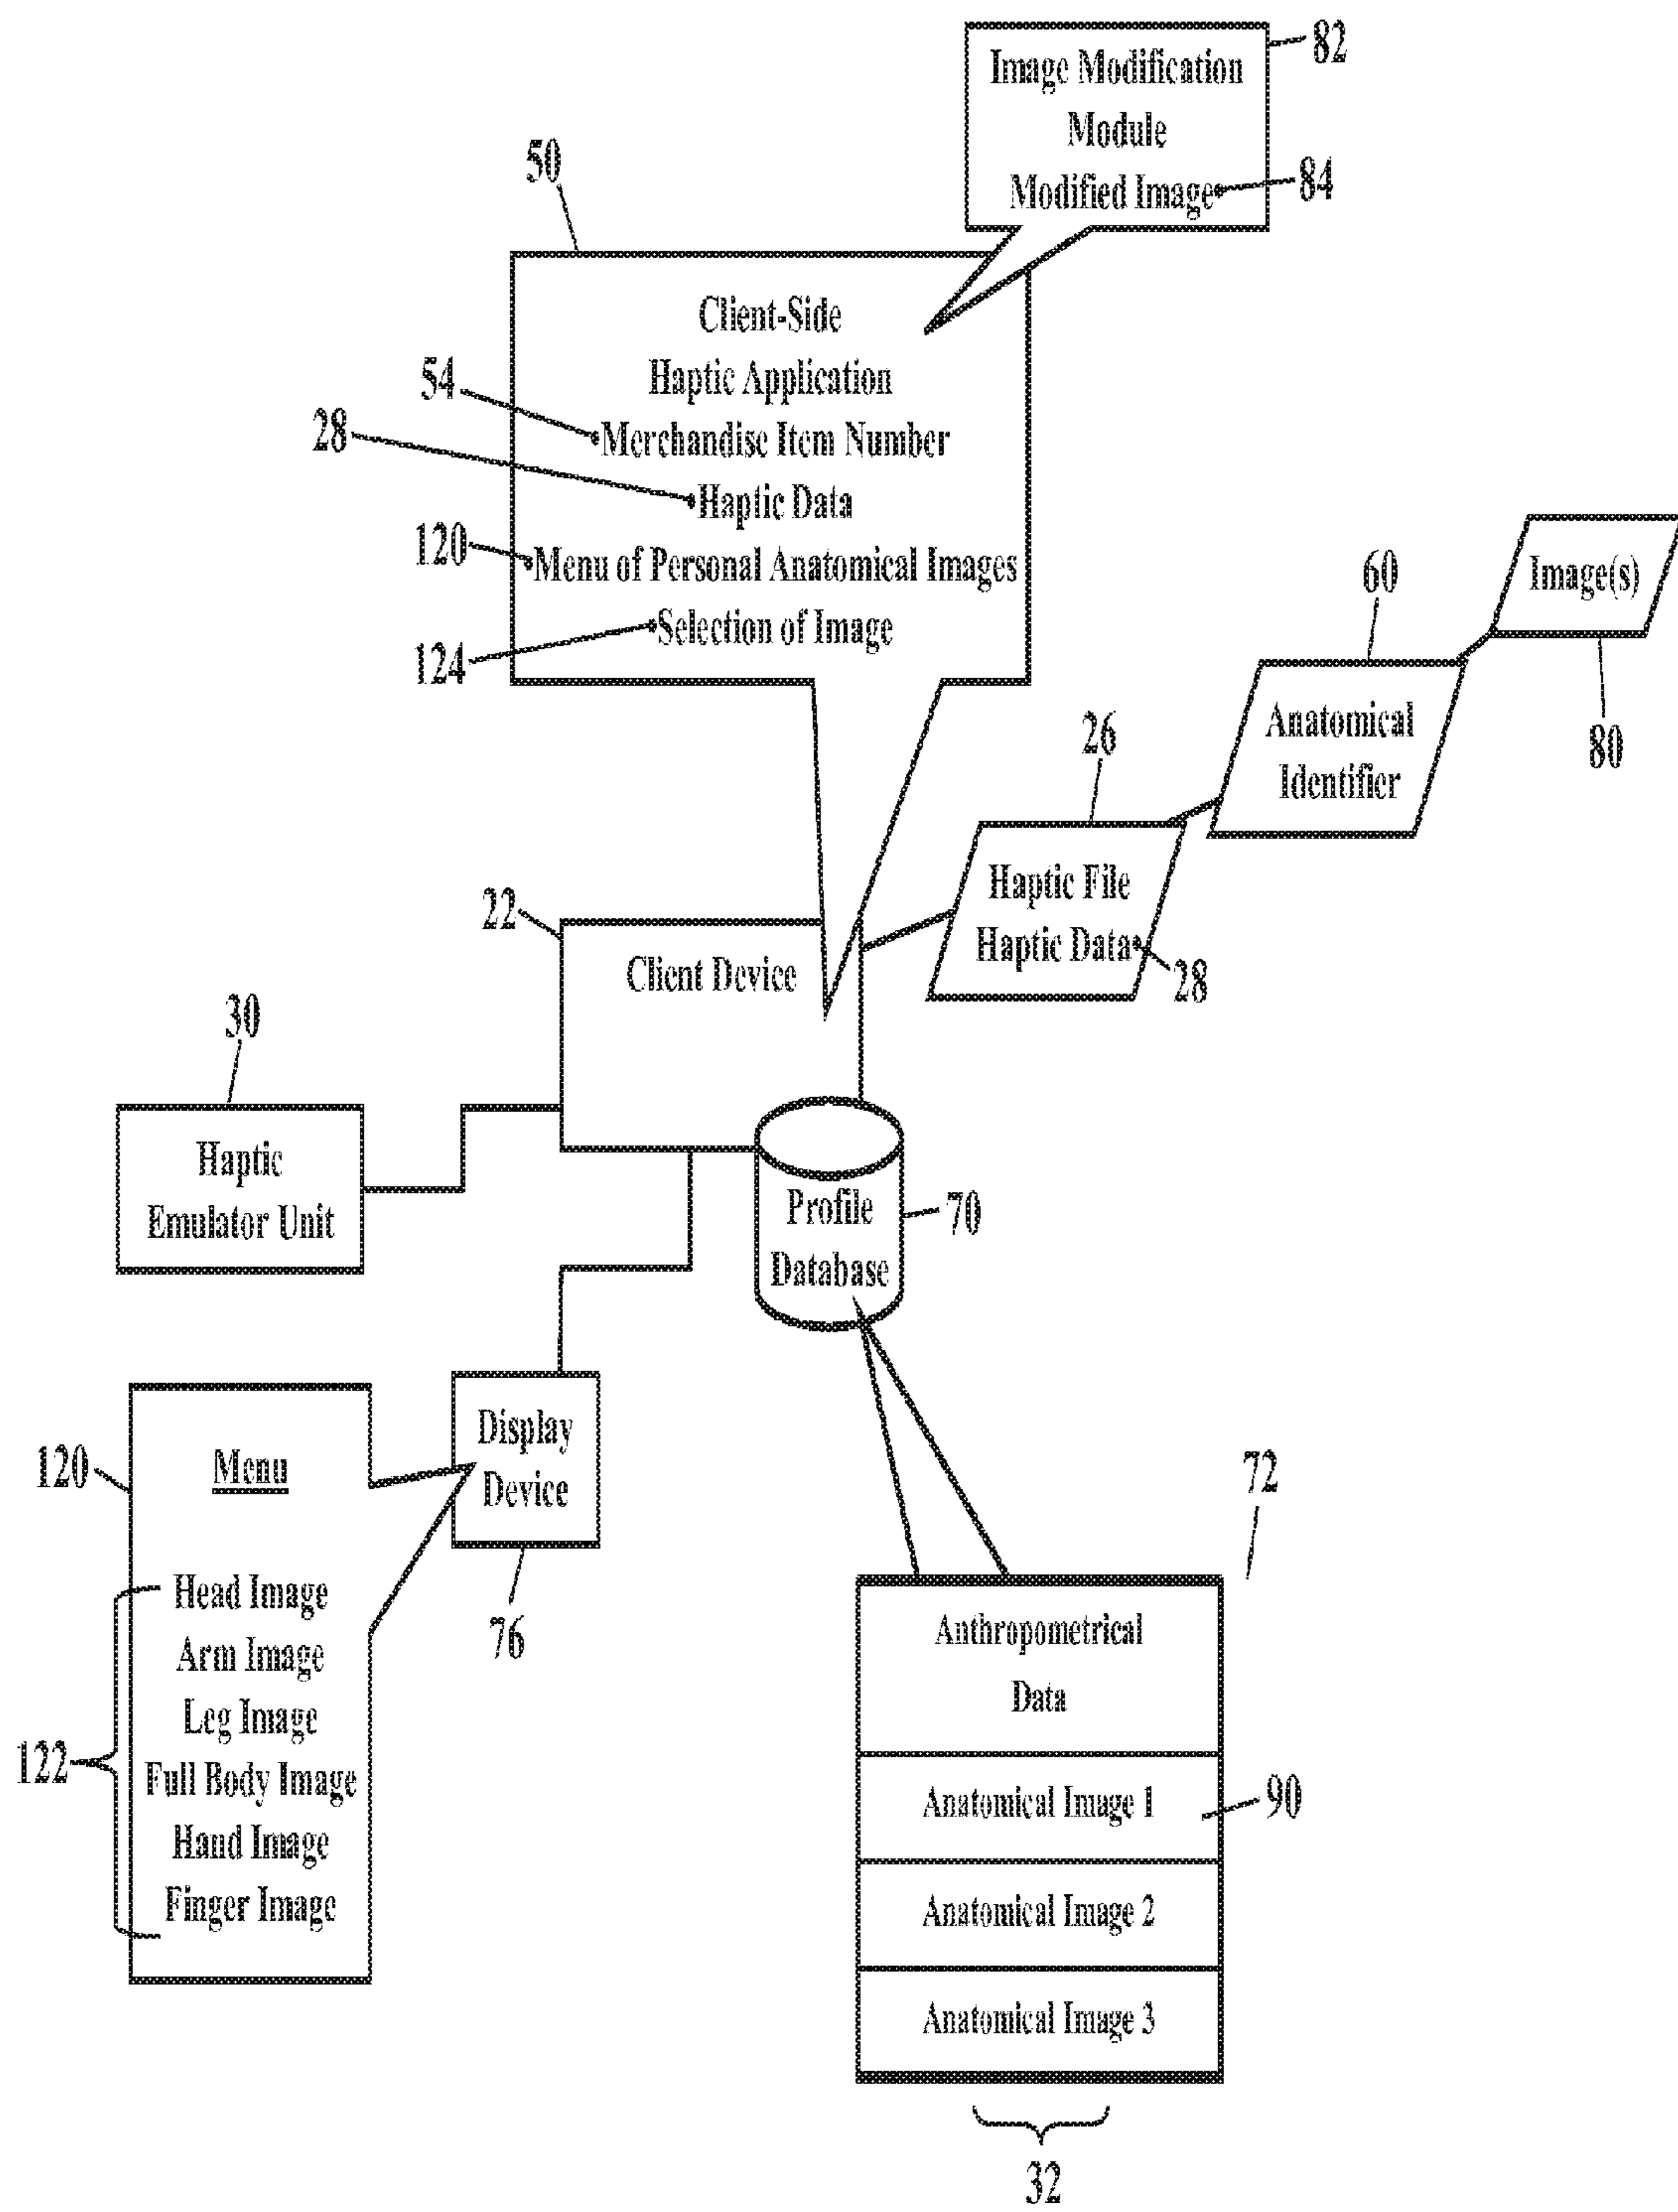 82
Image Modification
Module
Modified Image
84
50
Client-Side
Haptic Application
54
Merchandise Item Number
28
Haptic Data
120
Menu of Personal Anatomical Images
124
Selection of Image
Image(s)
80
60
Anatomical
Identifier
26
Haptic File
Haptic Data
28
22
Client Device
30
Haptic
Emulator Unit
Profile
Database
70
Display
Device
76
120
Menu
122
Head Image
Arm Image
Leg Image
Full Body Image
Hand Image
Finger Image
72
Anthropometrical
Data
Anatomical Image 1
90
Anatomical Image 2
Anatomical Image 3
32